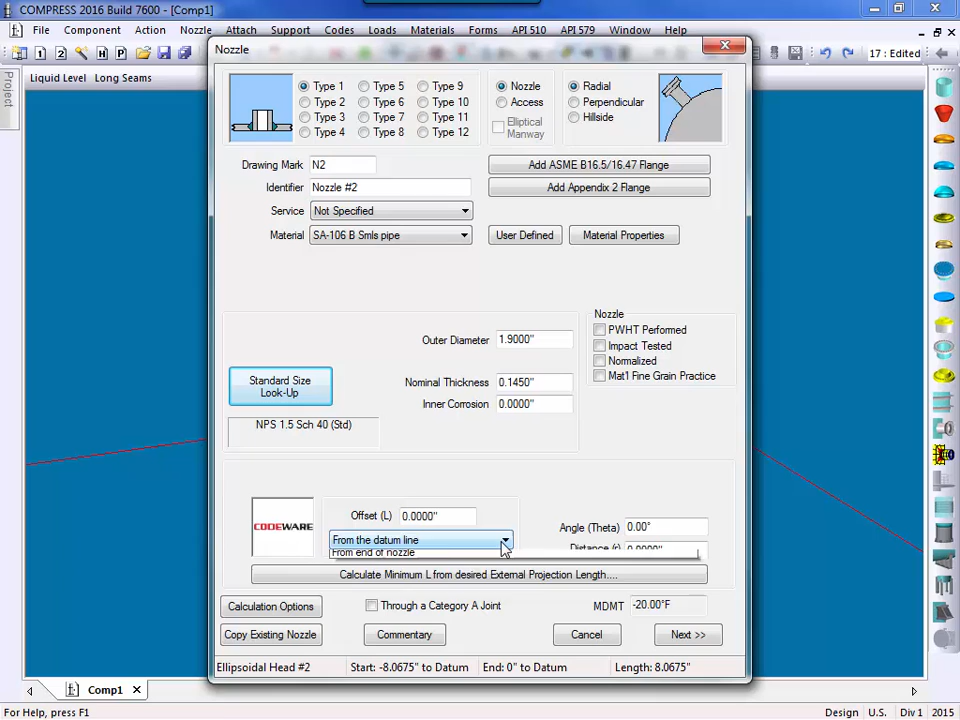 COMPRESS 2016 Build 7600 - [Comp1]
File Component Action Nozzle Attach Support Codes Loads Materials Forms API 510 API 579 Window Help
H P 17 : Edited
Liquid Level Long Seams
Project
Nozzle
Type 1 Type 5 Type 9
Type 2 Type 6 Type 10
Type 3 Type 7 Type 11
Type 4 Type 8 Type 12
Nozzle
Access
Elliptical
Manway
Radial
Perpendicular
Hillside
Drawing Mark N2
Add ASME B16.5/16.47 Flange
Identifier Nozzle #2
Add Appendix 2 Flange
Service Not Specified
Material SA-106 B Smls pipe
User Defined Material Properties
Nozzle
PWHT Performed
Impact Tested
Normalized
Mat'l Fine Grain Practice
Outer Diameter 1.9000"
Standard Size
Look-Up
Nominal Thickness 0.1450"
Inner Corrosion 0.0000"
NPS 1.5 Sch 40 (Std)
CODEWARE
Offset (L) 0.0000"
From the datum line
From end of nozzle
Angle (Theta) 0.00°
Distance (r) 0.0000"
Calculate Minimum L from desired External Projection Length....
Calculation Options Through a Category A Joint MDMT -20.00°F
Copy Existing Nozzle Commentary Cancel Next >>
Ellipsoidal Head #2 Start: -8.0675" to Datum End: 0" to Datum Length: 8.0675"
Comp1
For Help, press F1 Design U.S. Div 1 2015